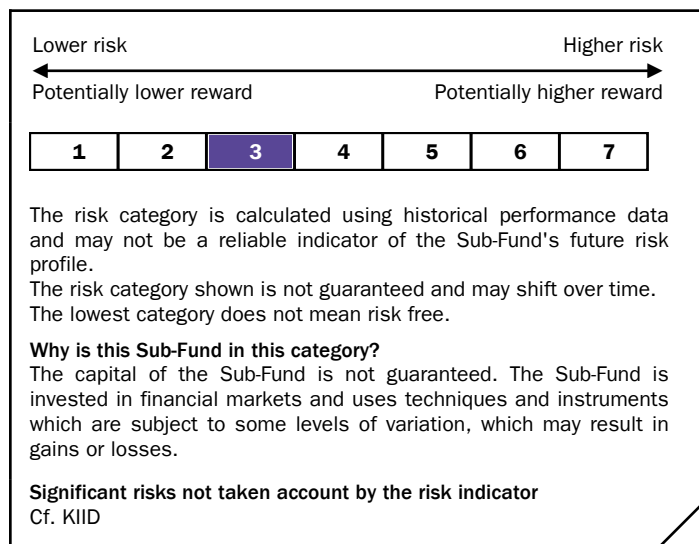 Lower risk Higher risk
Potentially lower reward Potentially higher reward
1 2 3 4 5 6 7
The risk category is calculated using historical performance data
and may not be a reliable indicator of the Sub-Fund's future risk
profile.
The risk category shown is not guaranteed and may shift over time.
The lowest category does not mean risk free.
Why is this Sub-Fund in this category?
The capital of the Sub-Fund is not guaranteed. The Sub-Fund is
invested in financial markets and uses techniques and instruments
which are subject to some levels of variation, which may result in
gains or losses.
Significant risks not taken account by the risk indicator
Cf. KIID